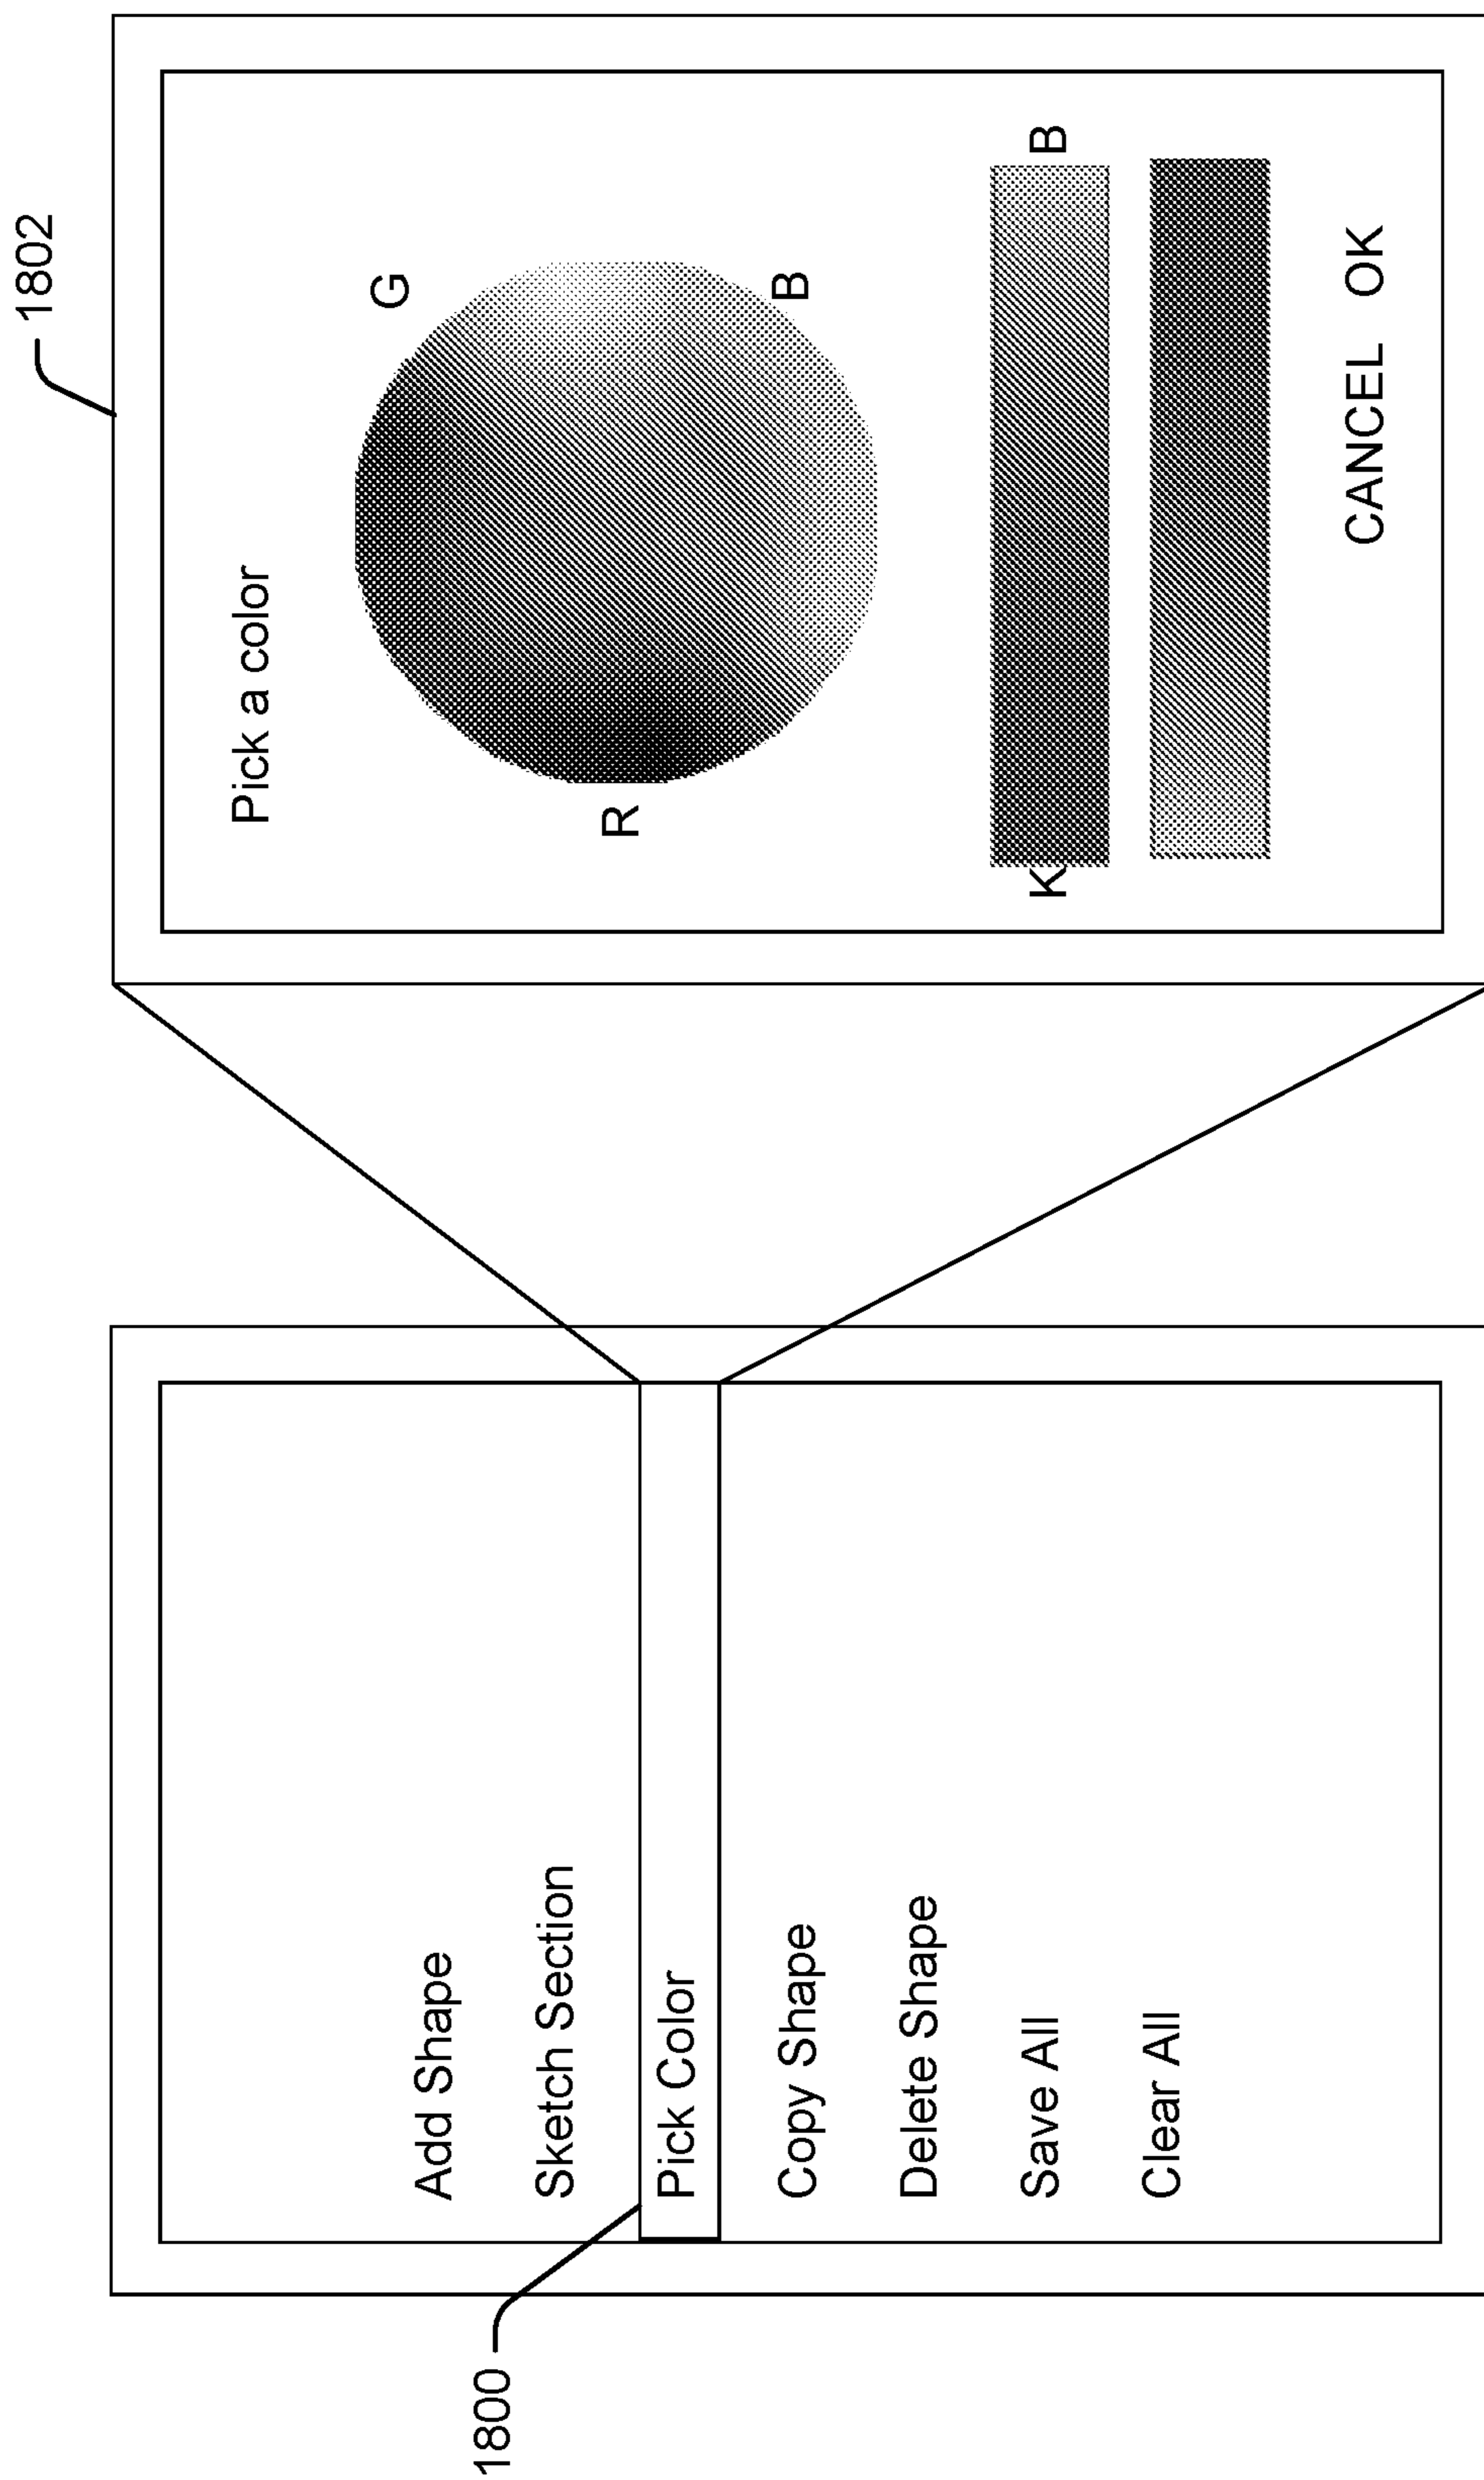 1800
Add Shape
Sketch Section
Pick Color
Copy Shape
Delete Shape
Save All
Clear All
1802
Pick a color
G
R
B
K B
CANCEL OK